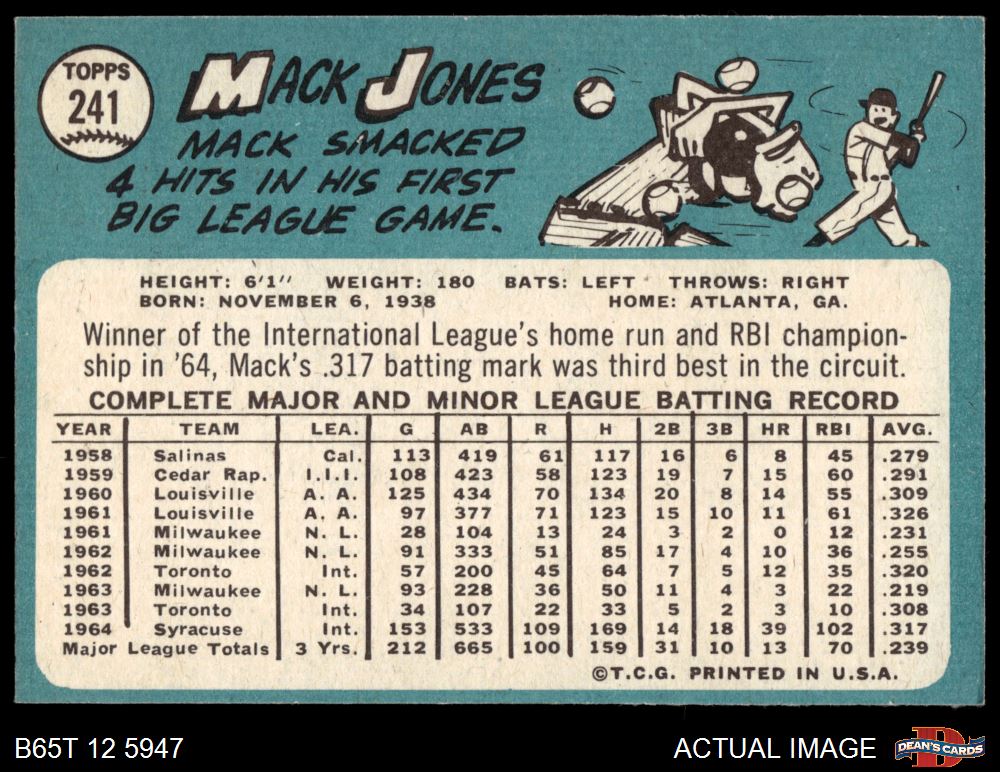 TOPPS
241
MACK JONES
MACK SMACKED
4 HITS IN HIS FIRST
BIG LEAGUE GAME.
HEIGHT: 6'1" WEIGHT: 180 BATS: LEFT THROWS: RIGHT
BORN: NOVEMBER 6, 1938 HOME: ATLANTA, GA.
Winner of the International League's home run and RBI champion-
ship in '64, Mack's .317 batting mark was third best in the circuit.
COMPLETE MAJOR AND MINOR LEAGUE BATTING RECORD
YEAR TEAM LEA. G AB R H 2B 3B HR RBI AVG.
1958 Salinas Cal. 113 419 61 117 16 6 8 45 .279
1959 Cedar Rap. I.I.I. 108 423 58 123 19 7 15 60 .291
1960 Louisville A. A. 125 434 70 134 20 8 14 55 .309
1961 Louisville A. A. 97 377 71 123 15 10 11 61 .326
1961 Milwaukee N. L. 28 104 13 24 3 2 0 12 .231
1962 Milwaukee N. L. 91 333 51 85 17 4 10 36 .255
1962 Toronto Int. 57 200 45 64 7 5 12 35 .320
1963 Milwaukee N. L. 93 228 36 50 11 4 3 22 .219
1963 Toronto Int. 34 107 22 33 5 2 3 10 .308
1964 Syracuse Int. 153 533 109 169 14 18 39 102 .317
Major League Totals 3 Yrs. 212 665 100 159 31 10 13 70 .239
©T.C.G. PRINTED IN U.S.A.
B65T 12 5947
ACTUAL IMAGE
DEAN'S CARDS